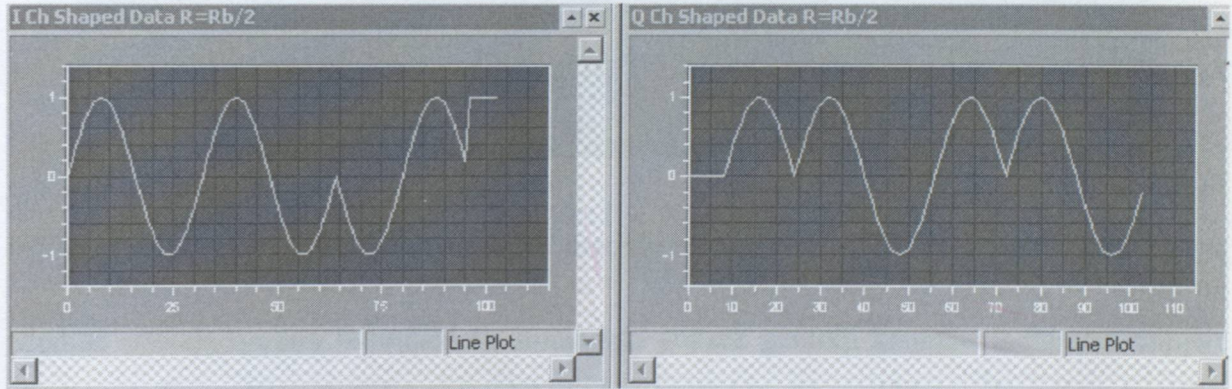 I Ch Shaped Data R=Rb/2
1
0
-1
0 25 50 75 100
Line Plot
Q Ch Shaped Data R=Rb/2
1
0
-1
0 10 20 30 40 50 60 70 80 90 100 110
Line Plot